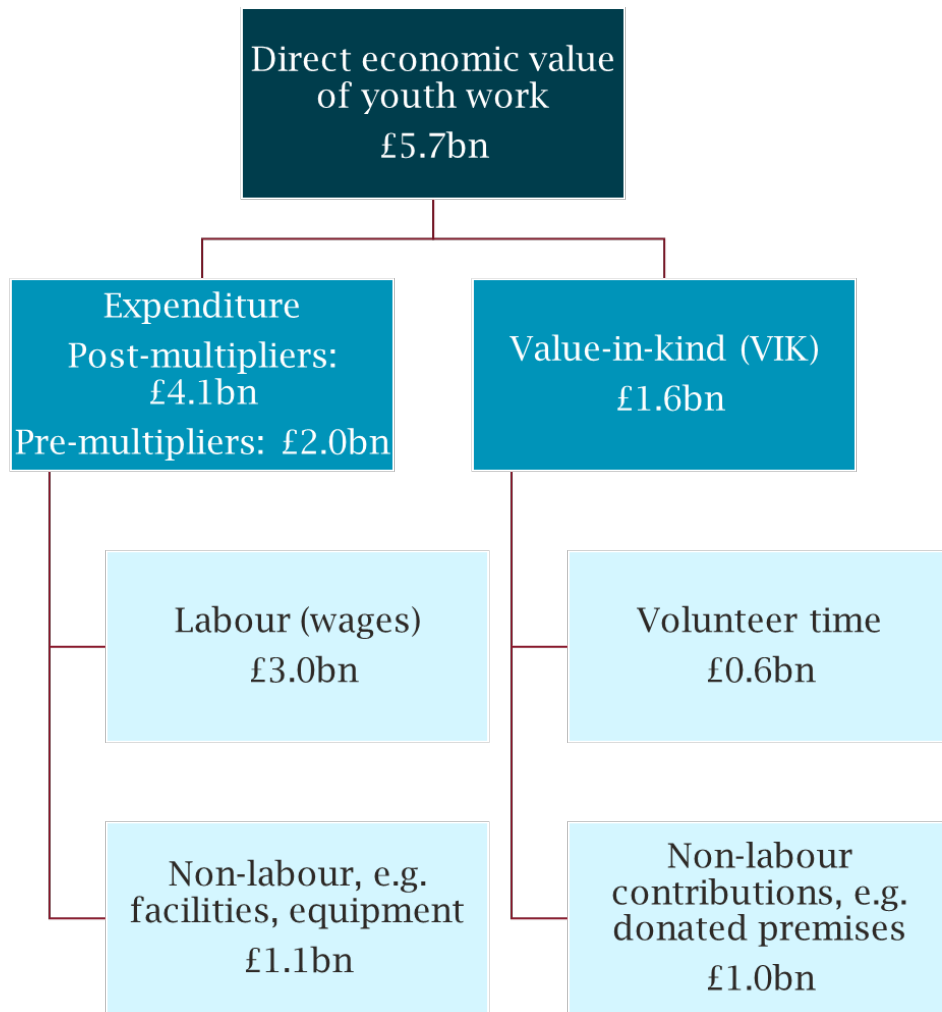 Direct economic value
of youth work
£5.7bn
Expenditure
Post-multipliers:
£4.1bn
Pre-multipliers: £2.0bn
Value-in-kind (VIK)
£1.6bn
Labour (wages)
£3.0bn
Volunteer time
£0.6bn
Non-labour, e.g.
facilities, equipment
£1.1bn
Non-labour
contributions, e.g.
donated premises
£1.0bn